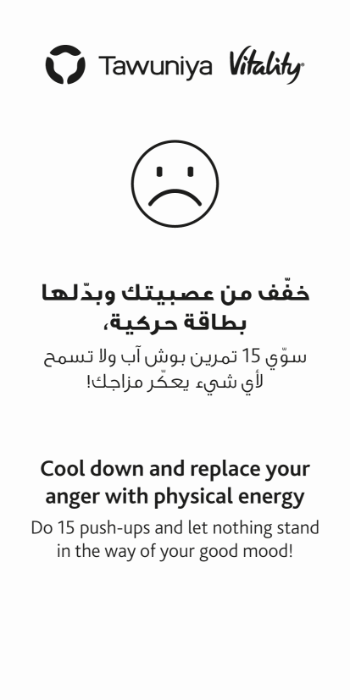 Tawuniya Vitality
خفّف من عصبيتك وبدّلها
بطاقة حركية،
سوّي 15 تمرين بوش آب ولا تسمح
لأي شيء يعكّر مزاجك!
Cool down and replace your
anger with physical energy
Do 15 push-ups and let nothing stand
in the way of your good mood!